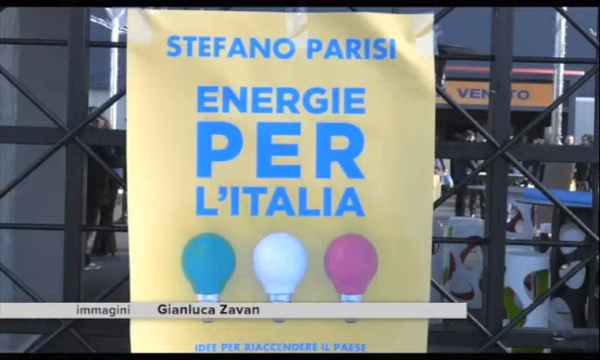 STEFANO PARISI
ENERGIE
PER
L'ITALIA
VENETO
immagini Gianluca Zavan
IDEE PER RIACCENDERE IL PAESE